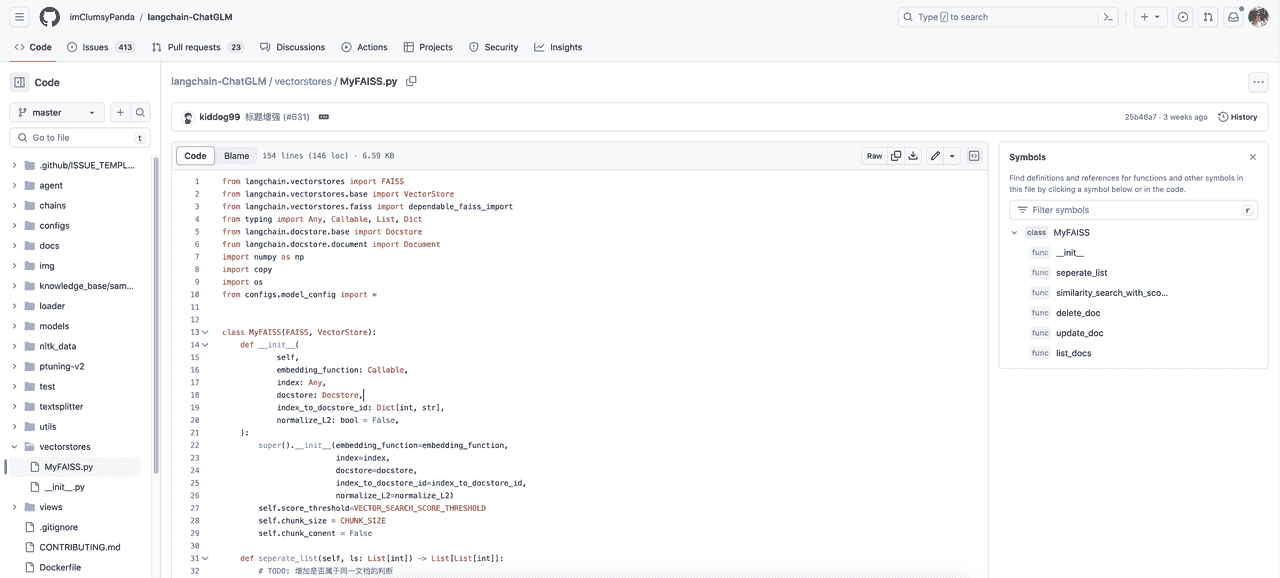 imClumsyPanda / langchain-ChatGLM
Type / to search
Code
Issues 413
Pull requests 23
Discussions
Actions
Projects
Security
Insights
Code
master
Go to file
t
.github/ISSUE_TEMPL...
agent
chains
configs
docs
img
knowledge_base/sam...
loader
models
nltk_data
ptuning-v2
test
textsplitter
utils
vectorstores
MyFAISS.py
__init__.py
views
.gitignore
CONTRIBUTING.md
Dockerfile
langchain-ChatGLM / vectorstores / MyFAISS.py
kiddog99 标题增强 (#631)
25b46a7 · 3 weeks ago
History
Code
Blame
154 lines (146 loc) · 6.59 KB
Raw
1 from langchain.vectorstores import FAISS
2 from langchain.vectorstores.base import VectorStore
3 from langchain.vectorstores.faiss import dependable_faiss_import
4 from typing import Any, Callable, List, Dict
5 from langchain.docstore.base import Docstore
6 from langchain.docstore.document import Document
7 import numpy as np
8 import copy
9 import os
10 from configs.model_config import *
11
12
13 class MyFAISS(FAISS, VectorStore):
14 def __init__(
15 self,
16 embedding_function: Callable,
17 index: Any,
18 docstore: Docstore,
19 index_to_docstore_id: Dict[int, str],
20 normalize_L2: bool = False,
21 ):
22 super().__init__(embedding_function=embedding_function,
23 index=index,
24 docstore=docstore,
25 index_to_docstore_id=index_to_docstore_id,
26 normalize_L2=normalize_L2)
27 self.score_threshold=VECTOR_SEARCH_SCORE_THRESHOLD
28 self.chunk_size = CHUNK_SIZE
29 self.chunk_conent = False
30
31 def seperate_list(self, ls: List[int]) -> List[List[int]]:
32 # TODO: 增加是否属于同一文档的判断
Symbols
Find definitions and references for functions and other symbols in
this file by clicking a symbol below or in the code.
Filter symbols
r
class MyFAISS
func __init__
func seperate_list
func similarity_search_with_sco...
func delete_doc
func update_doc
func list_docs